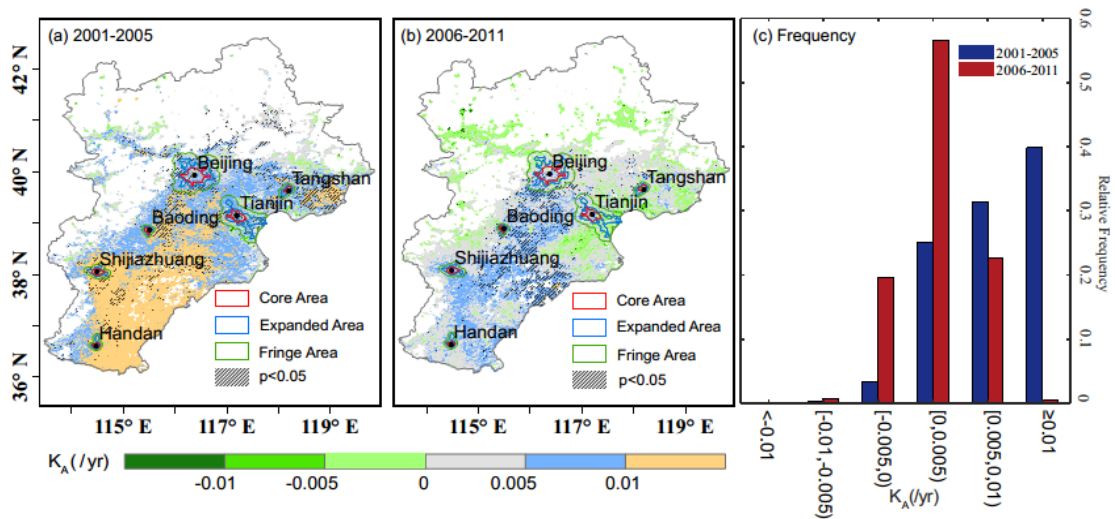 (a) 2001-2005
42° N
40° N
38° N
36° N
Beijing
Tangshan
Tianjin
Baoding
Shijiazhuang
Handan
Core Area
Expanded Area
Fringe Area
p<0.05
115° E
117° E
119° E
(b) 2006-2011
Beijing
Tangshan
Tianjin
Baoding
Shijiazhuang
Handan
Core Area
Expanded Area
Fringe Area
p<0.05
115° E
117° E
119° E
(c) Frequency
2001-2005
2006-2011
0.6
0.5
0.4
0.3
0.2
0.1
0
Relative Frequency
<-0.01
[-0.01,-0.005)
[-0.005,0)
[0,0.005)
[0.005,0.01)
≥0.01
K_A(/yr)
K_A(/yr)
-0.01
-0.005
0
0.005
0.01